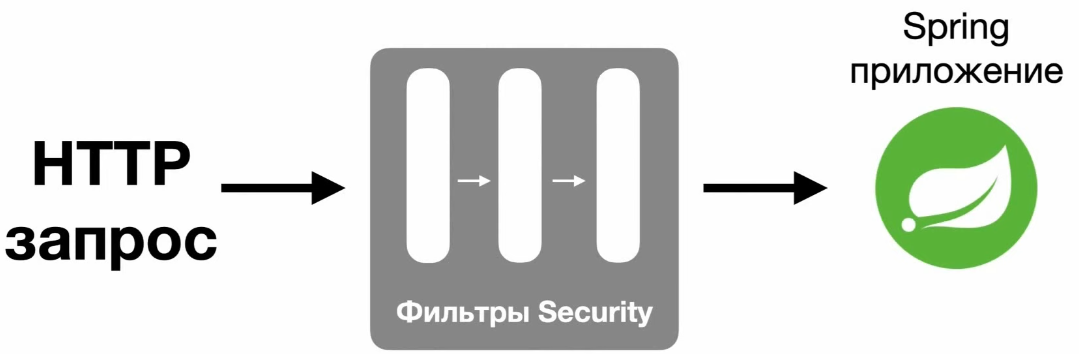 HTTP
запрос
Фильтры Security
Spring
приложение